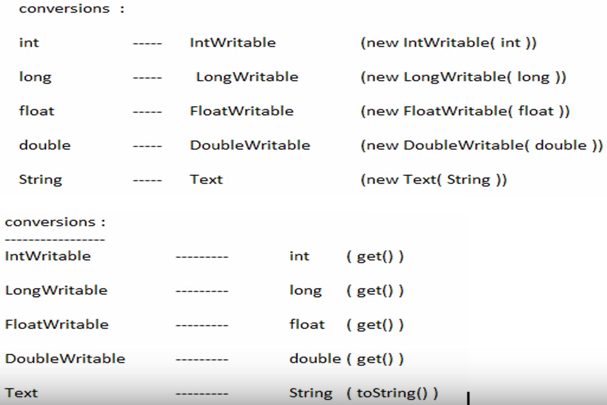 conversions :
int ----- IntWritable (new IntWritable( int ))
long ----- LongWritable (new LongWritable( long ))
float ----- FloatWritable (new FloatWritable( float ))
double ----- DoubleWritable (new DoubleWritable( double ))
String ----- Text (new Text( String ))
conversions :
-----------------
IntWritable --------- int ( get() )
LongWritable --------- long ( get() )
FloatWritable --------- float ( get() )
DoubleWritable --------- double ( get() )
Text --------- String ( toString() )